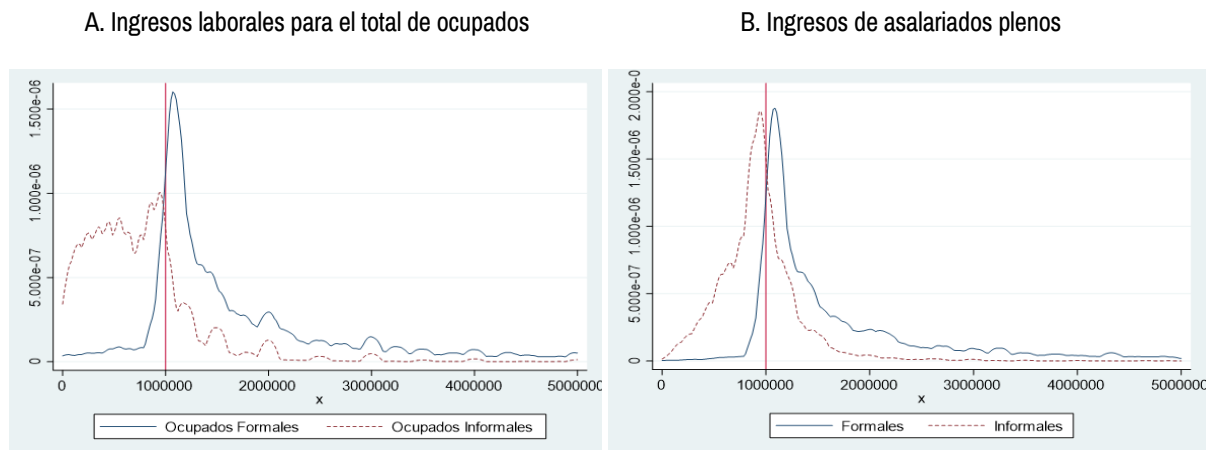 A. Ingresos laborales para el total de ocupados
1.500e-06
1.000e-06
5.000e-07
0
0 1000000 2000000 3000000 4000000 5000000
x
Ocupados Formales Ocupados Informales
B. Ingresos de asalariados plenos
2.000e-0
1.500e-06
1.000e-06
5.000e-07
0
0 1000000 2000000 3000000 4000000 5000000
x
Formales Informales